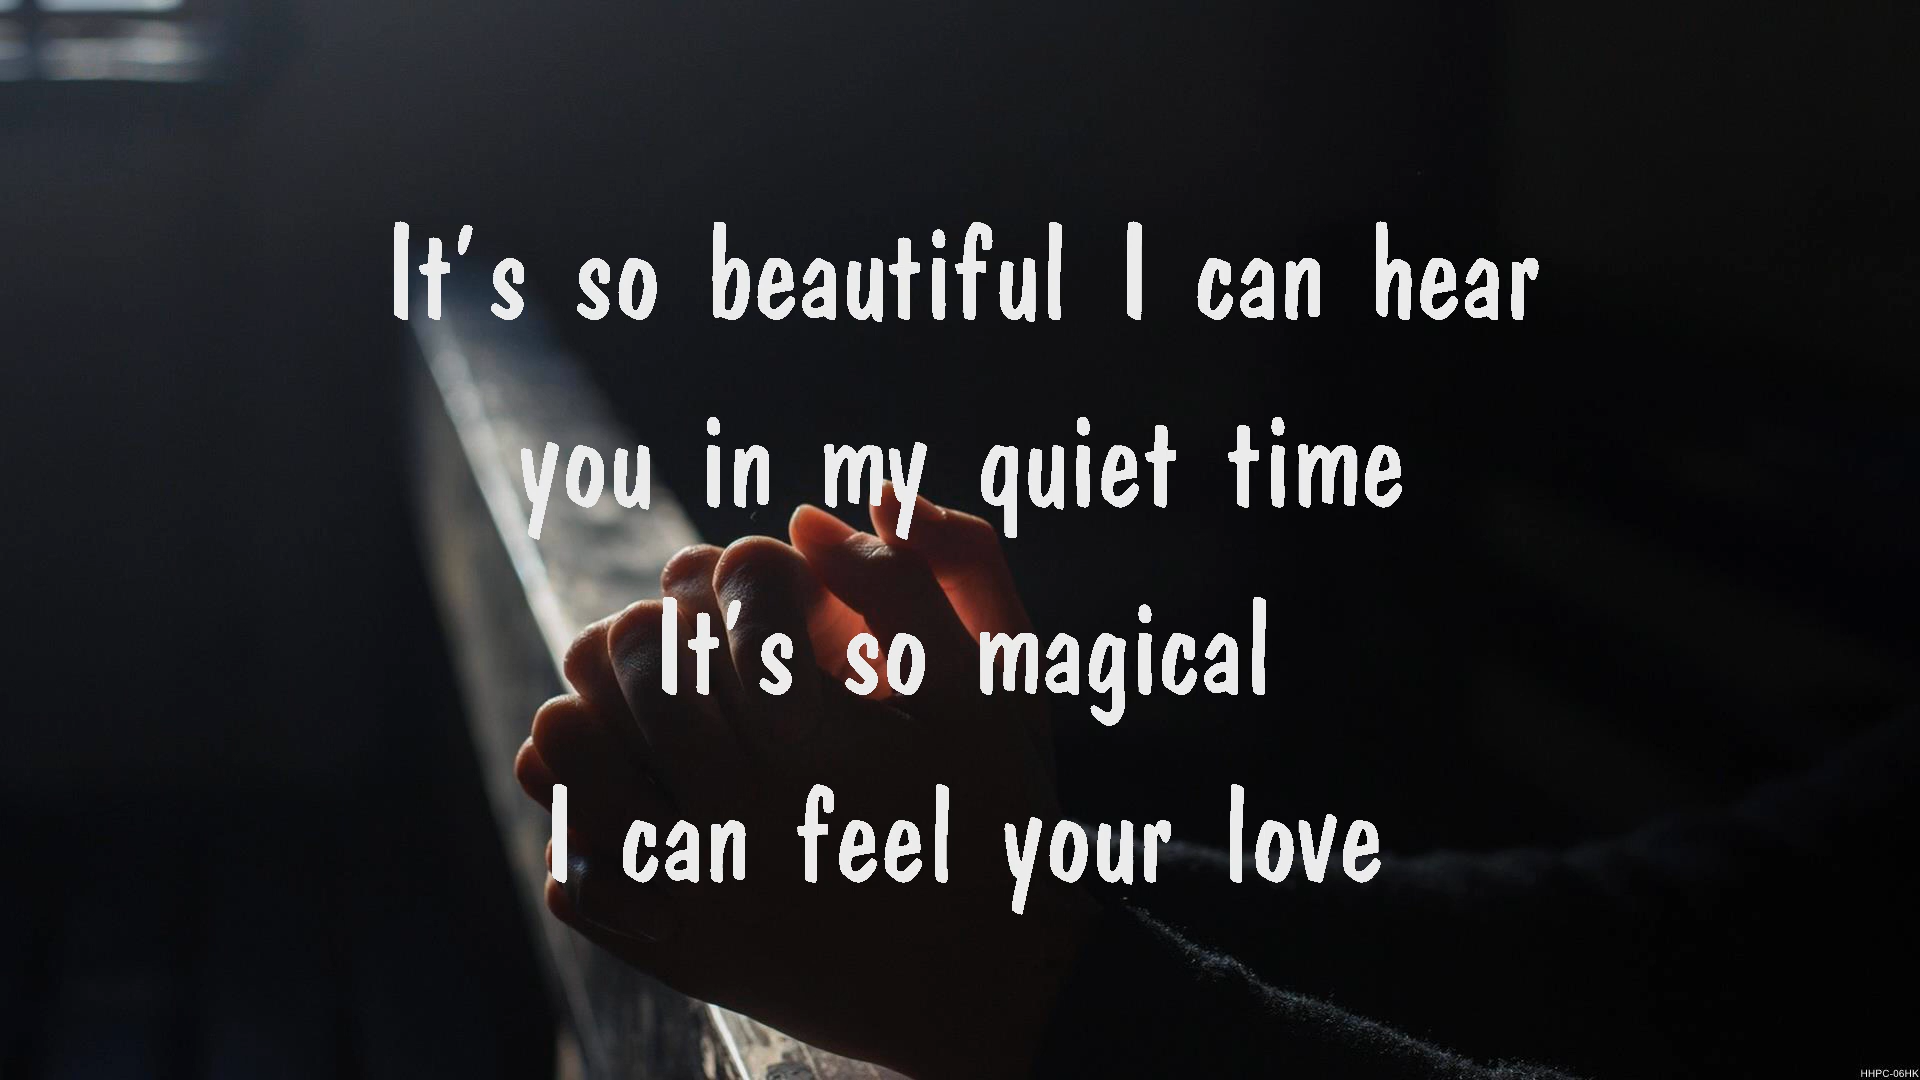 It's so beautiful I can hear
you in my quiet time
It's so magical
I can feel your love
HHPC-06HK